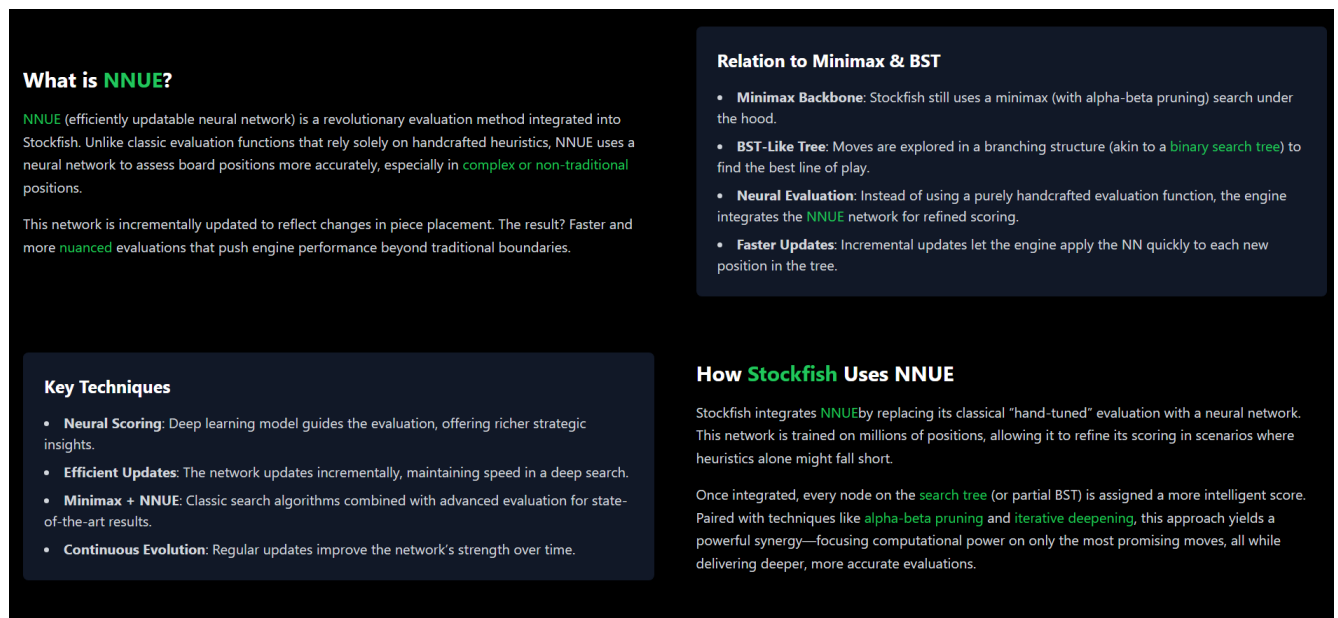 What is NNUE?
NNUE (efficiently updatable neural network) is a revolutionary evaluation method integrated into
Stockfish. Unlike classic evaluation functions that rely solely on handcrafted heuristics, NNUE uses a
neural network to assess board positions more accurately, especially in complex or non-traditional
positions.
This network is incrementally updated to reflect changes in piece placement. The result? Faster and
more nuanced evaluations that push engine performance beyond traditional boundaries.
Relation to Minimax & BST
• Minimax Backbone: Stockfish still uses a minimax (with alpha-beta pruning) search under
the hood.
• BST-Like Tree: Moves are explored in a branching structure (akin to a binary search tree) to
find the best line of play.
• Neural Evaluation: Instead of using a purely handcrafted evaluation function, the engine
integrates the NNUE network for refined scoring.
• Faster Updates: Incremental updates let the engine apply the NN quickly to each new
position in the tree.
Key Techniques
• Neural Scoring: Deep learning model guides the evaluation, offering richer strategic
insights.
• Efficient Updates: The network updates incrementally, maintaining speed in a deep search.
• Minimax + NNUE: Classic search algorithms combined with advanced evaluation for state-
of-the-art results.
• Continuous Evolution: Regular updates improve the network's strength over time.
How Stockfish Uses NNUE
Stockfish integrates NNUEby replacing its classical "hand-tuned" evaluation with a neural network.
This network is trained on millions of positions, allowing it to refine its scoring in scenarios where
heuristics alone might fall short.
Once integrated, every node on the search tree (or partial BST) is assigned a more intelligent score.
Paired with techniques like alpha-beta pruning and iterative deepening, this approach yields a
powerful synergy—focusing computational power on only the most promising moves, all while
delivering deeper, more accurate evaluations.